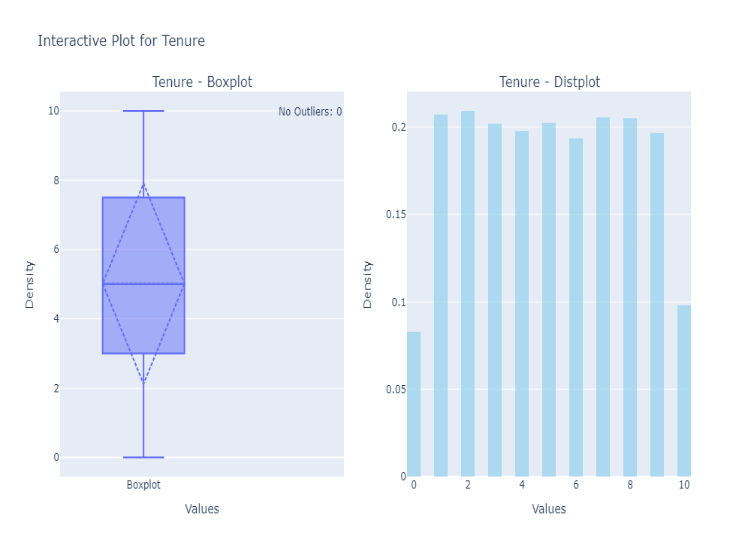 Interactive Plot for Tenure
Tenure - Boxplot
No Outliers: 0
10
8
6
4
2
0
Density
Boxplot
Values
Tenure - Distplot
0.2
0.15
0.1
0.05
0
Density
0 2 4 6 8 10
Values